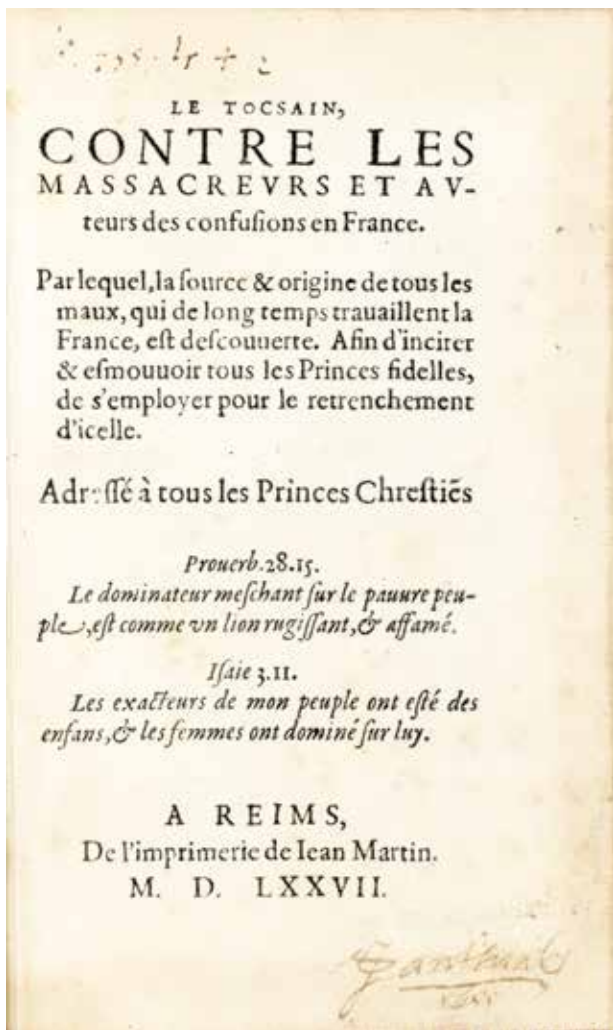 LE TOCSAIN,
CONTRE LES
MASSACREVRS ET AV-
teurs des confuſions en France.
Par lequel, la ſource & origine de tous les
maux, qui de long temps trauaillent la
France, eſt deſcouuerte. Afin d'inciter
& eſmouuoir tous les Princes fidelles,
de s'employer pour le retrenchement
d'icelle.
Adreſſé à tous les Princes Chreſtiẽs
Prouerb. 28.15.
Le dominateur meſchant ſur le pauure peu-
ple, eſt comme vn lion rugiſſant, & affamé.
Iſaie 3.11.
Les exacteurs de mon peuple ont eſté des
enfans, & les femmes ont dominé ſur luy.
A REIMS,
De l'imprimerie de Iean Martin.
M. D. LXXVII.